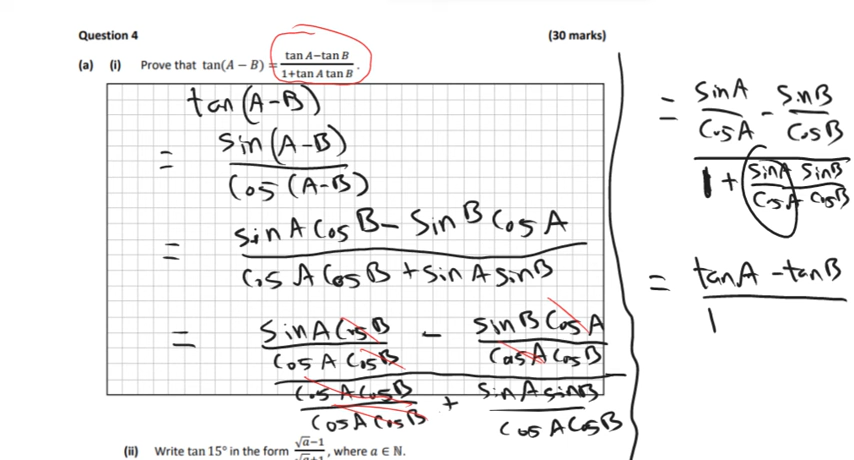 Question 4 (30 marks)
(a) (i) Prove that tan(A − B) = (tan A−tan B)/(1+tan A tan B).
tan(A-B)
= Sin(A-B)/Cos(A-B)
= (sin A Cos B - Sin B Cos A)/(Cos A Cos B + sin A sin B)
= ((Sin A Cos B)/(Cos A Cos B) - (Sin B Cos A)/(Cos A Cos B))/((Cos A Cos B)/(Cos A Cos B) + (Sin A sin B)/(Cos A Cos B))
= (Sin A/Cos A - Sin B/Cos B)/(1 + (Sin A/Cos A)(Sin B/Cos B))
= (tan A - tan B)/(1
(ii) Write tan 15° in the form (√a−1)/(√a+1), where a ∈ ℕ.